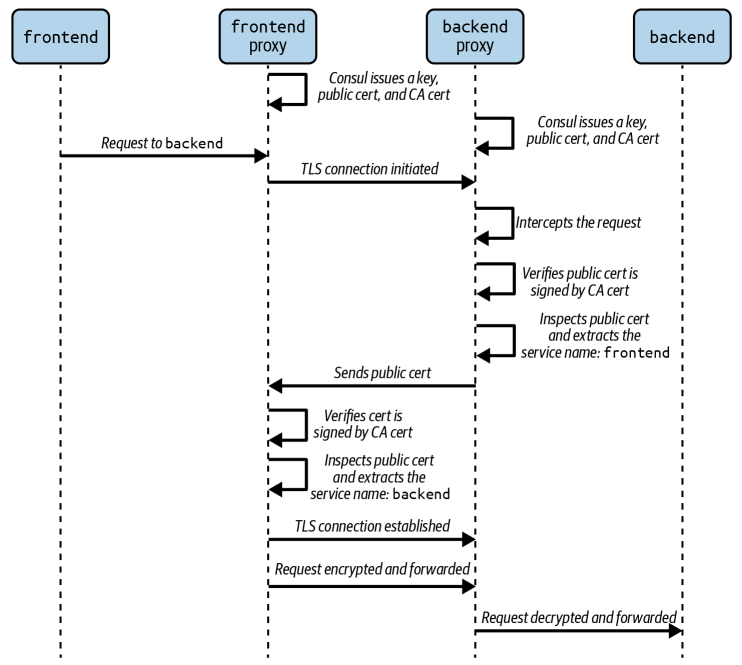 frontend
frontend
proxy
backend
proxy
backend
Consul issues a key,
public cert, and CA cert
Consul issues a key,
public cert, and CA cert
Request to backend
TLS connection initiated
Intercepts the request
Verifies public cert is
signed by CA cert
Inspects public cert
and extracts the
service name: frontend
Sends public cert
Verifies cert is
signed by CA cert
Inspects public cert
and extracts the
service name: backend
TLS connection established
Request encrypted and forwarded
Request decrypted and forwarded